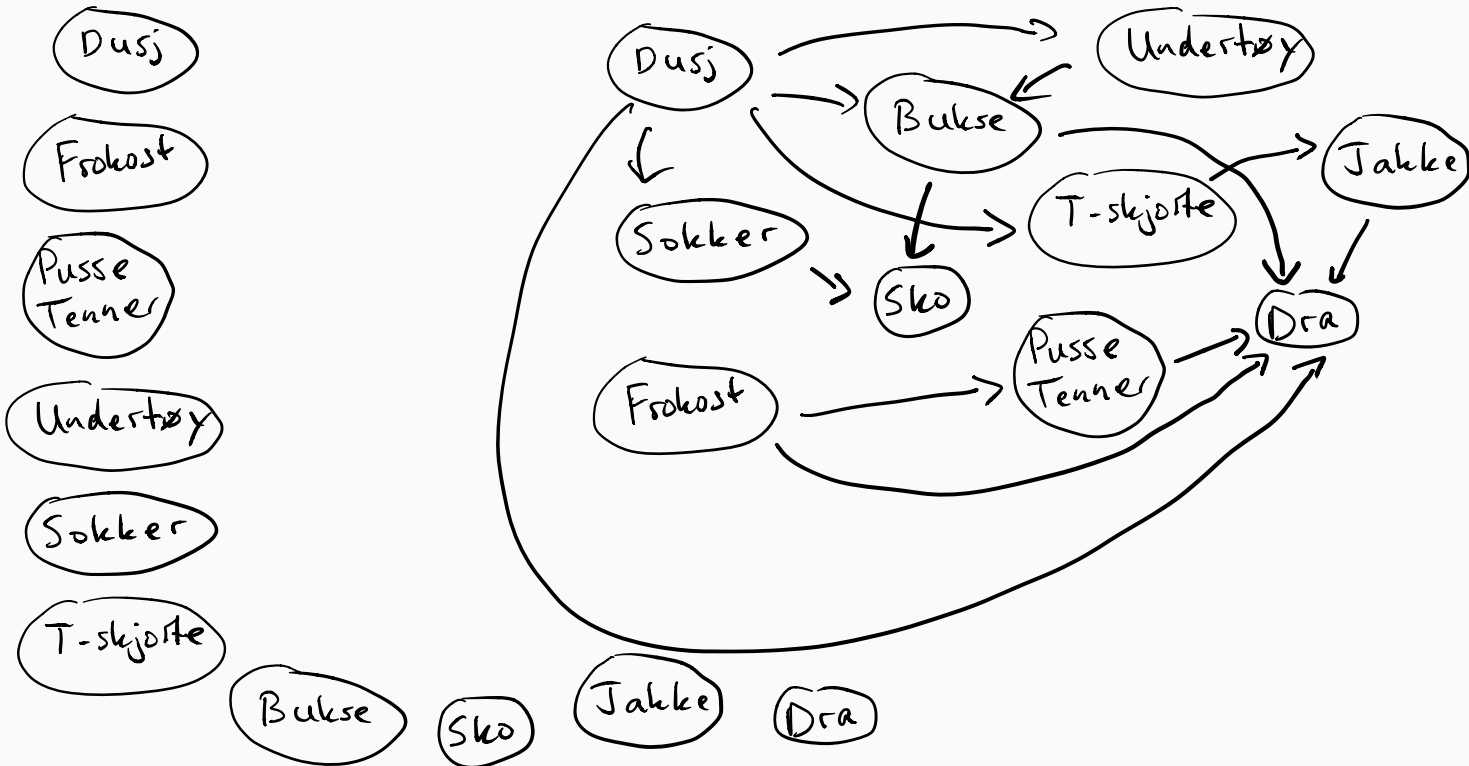 Dusj
Frokost
Pusse
Tenner
Undertøy
Sokker
T-skjorte
Bukse
Sko
Jakke
Dra
Dusj
Undertøy
Bukse
Jakke
T-skjorte
Sokker
Sko
Dra
Pusse
Tenner
Frokost